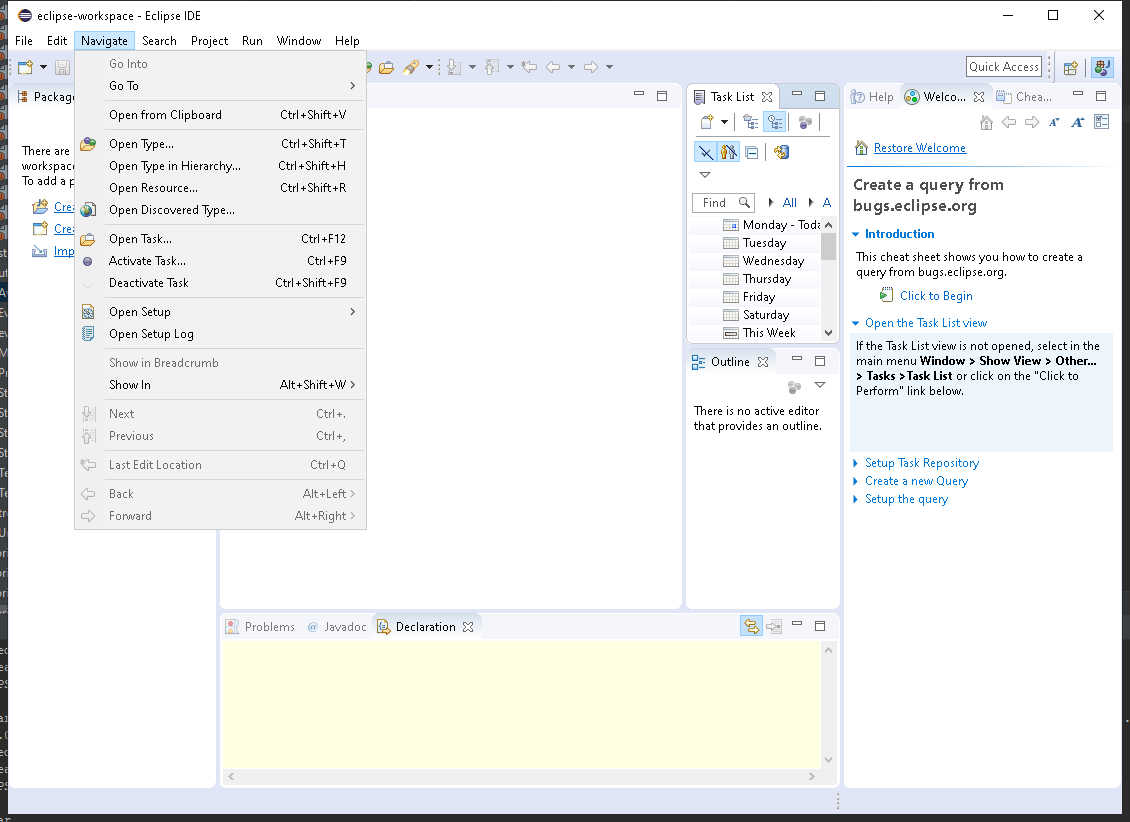 eclipse-workspace - Eclipse IDE
File Edit Navigate Search Project Run Window Help
Quick Access
Go Into
Go To
Open from Clipboard Ctrl+Shift+V
Open Type... Ctrl+Shift+T
Open Type in Hierarchy... Ctrl+Shift+H
Open Resource... Ctrl+Shift+R
Open Discovered Type...
Open Task... Ctrl+F12
Activate Task... Ctrl+F9
Deactivate Task Ctrl+Shift+F9
Open Setup
Open Setup Log
Show in Breadcrumb
Show In Alt+Shift+W
Next Ctrl+.
Previous Ctrl+,
Last Edit Location Ctrl+Q
Back Alt+Left
Forward Alt+Right
Package
There are
workspace
To add a p
Crea
Crea
Imp
Task List
Find All A
Monday - Toda
Tuesday
Wednesday
Thursday
Friday
Saturday
This Week
Outline
There is no active editor
that provides an outline.
Help Welco... Chea...
Restore Welcome
Create a query from
bugs.eclipse.org
Introduction
This cheat sheet shows you how to create a
query from bugs.eclipse.org.
Click to Begin
Open the Task List view
If the Task List view is not opened, select in the
main menu Window > Show View > Other...
> Tasks >Task List or click on the "Click to
Perform" link below.
Setup Task Repository
Create a new Query
Setup the query
Problems @ Javadoc Declaration